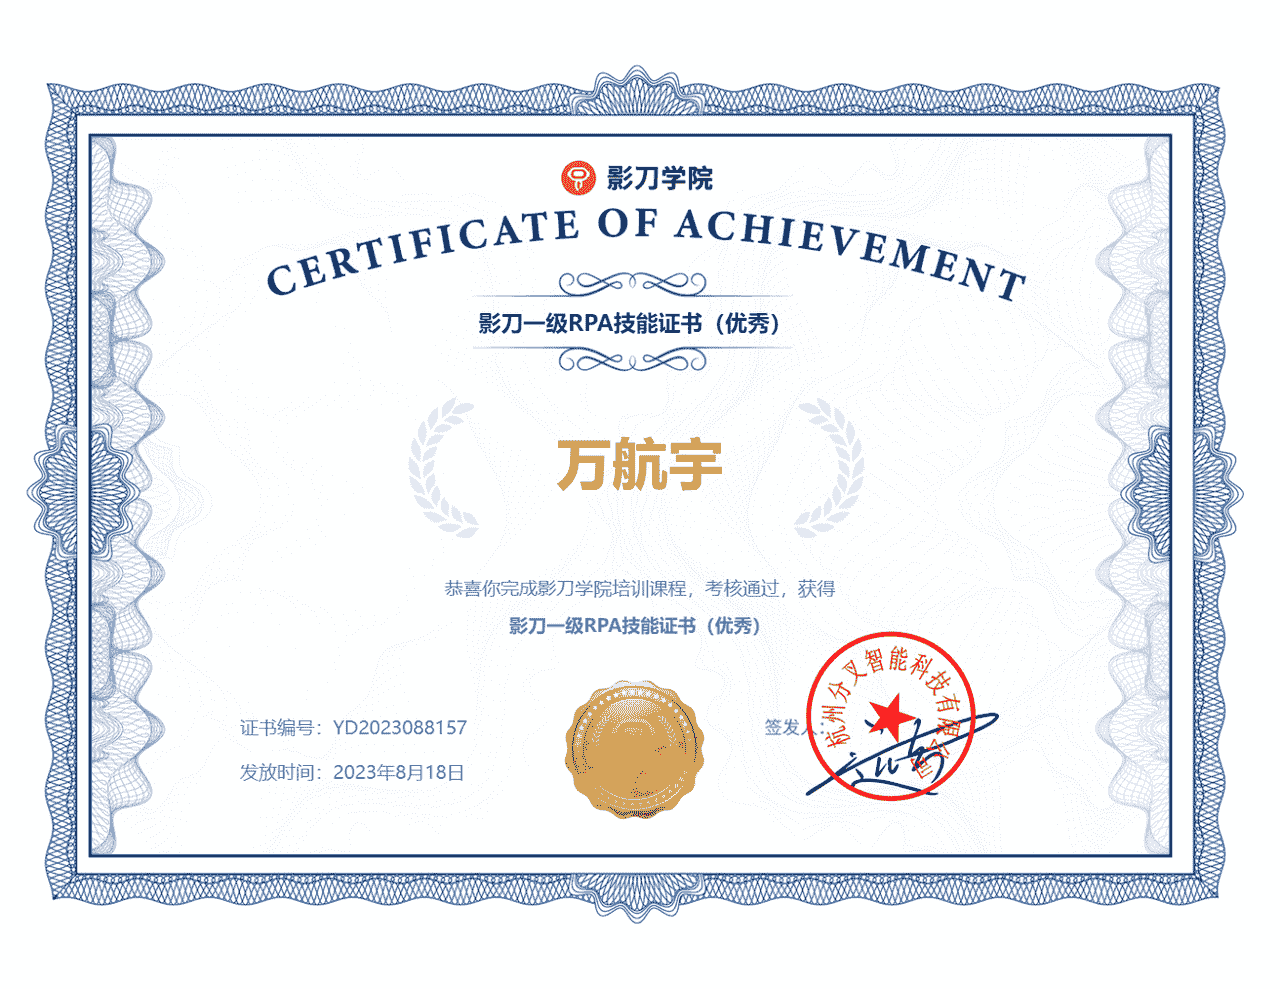 影刀学院
CERTIFICATE OF ACHIEVEMENT
影刀一级RPA技能证书（优秀）
万航宇
恭喜你完成影刀学院培训课程，考核通过，获得
影刀一级RPA技能证书（优秀）
证书编号：YD2023088157
签发人：
发放时间：2023年8月18日
杭州分叉智能科技有限公司